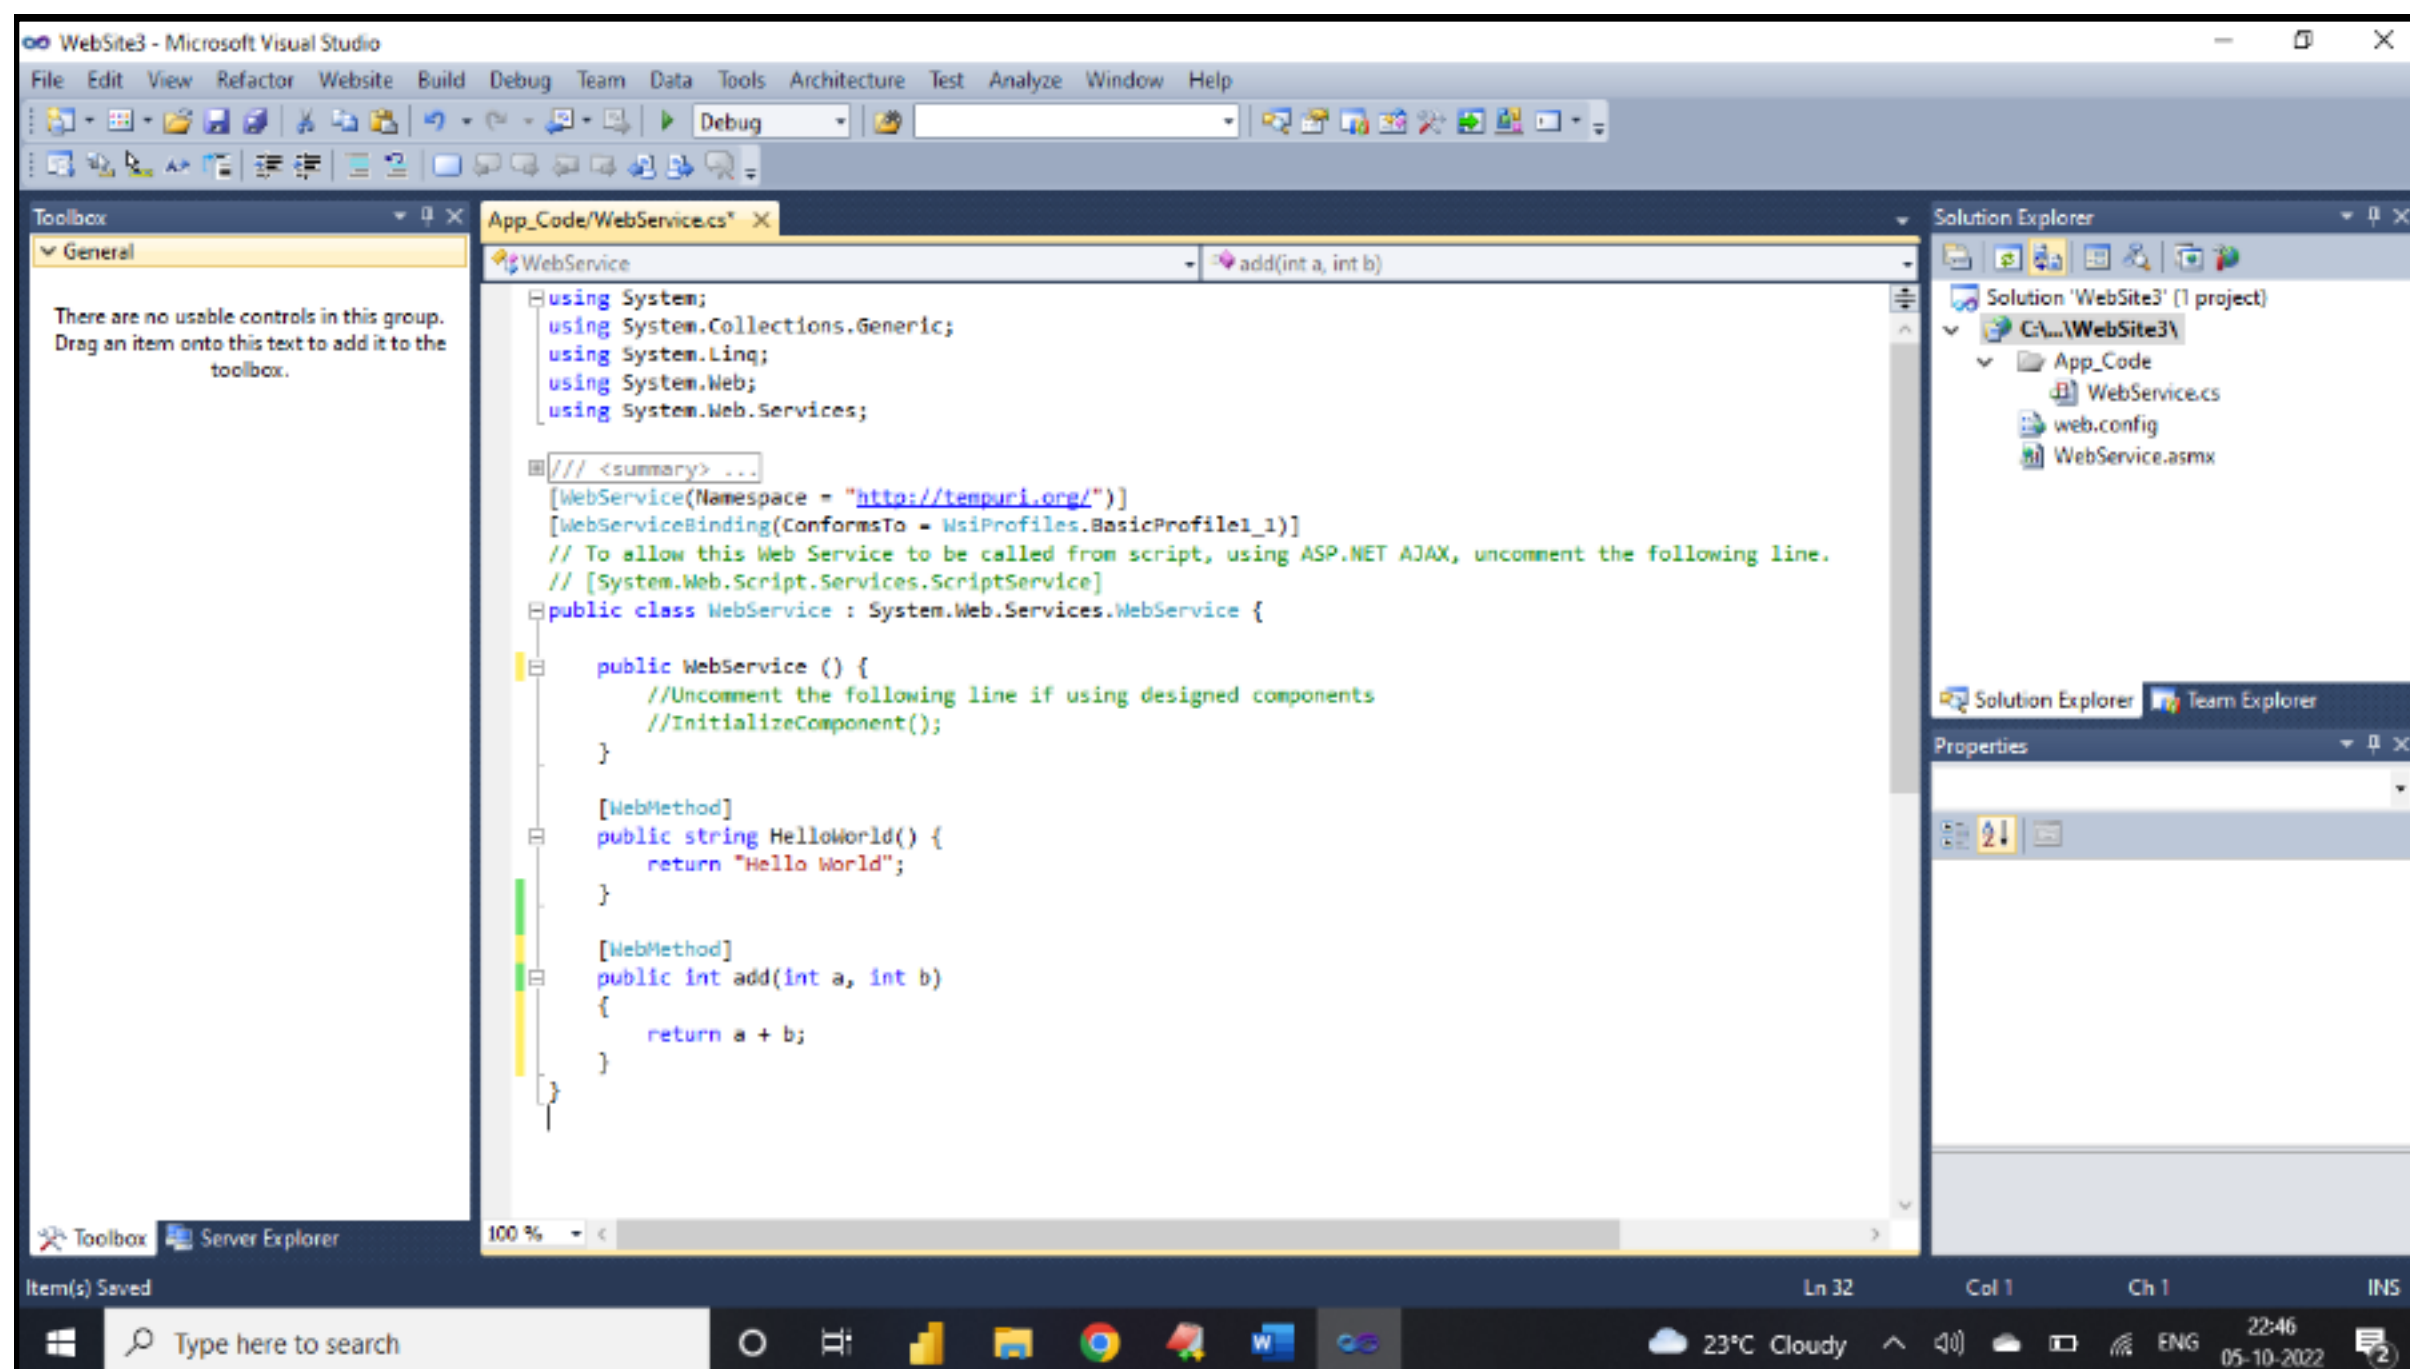 WebSite3 - Microsoft Visual Studio
File Edit View Refactor Website Build Debug Team Data Tools Architecture Test Analyze Window Help
Debug
Toolbox
General
There are no usable controls in this group.
Drag an item onto this text to add it to the
toolbox.
Toolbox Server Explorer
App_Code/WebService.cs*
WebService add(int a, int b)
using System;
using System.Collections.Generic;
using System.Linq;
using System.Web;
using System.Web.Services;
/// <summary> ...
[WebService(Namespace = "http://tempuri.org/")]
[WebServiceBinding(ConformsTo = WsiProfiles.BasicProfile1_1)]
// To allow this Web Service to be called from script, using ASP.NET AJAX, uncomment the following line.
// [System.Web.Script.Services.ScriptService]
public class WebService : System.Web.Services.WebService {
public WebService () {
//Uncomment the following line if using designed components
//InitializeComponent();
}
[WebMethod]
public string HelloWorld() {
return "Hello World";
}
[WebMethod]
public int add(int a, int b)
{
return a + b;
}
}
100 %
Solution Explorer
Solution 'WebSite3' (1 project)
C:\...\WebSite3\
App_Code
WebService.cs
web.config
WebService.asmx
Solution Explorer Team Explorer
Properties
Item(s) Saved Ln 32 Col 1 Ch 1 INS
Type here to search
23°C Cloudy ENG
22:46
05-10-2022
2